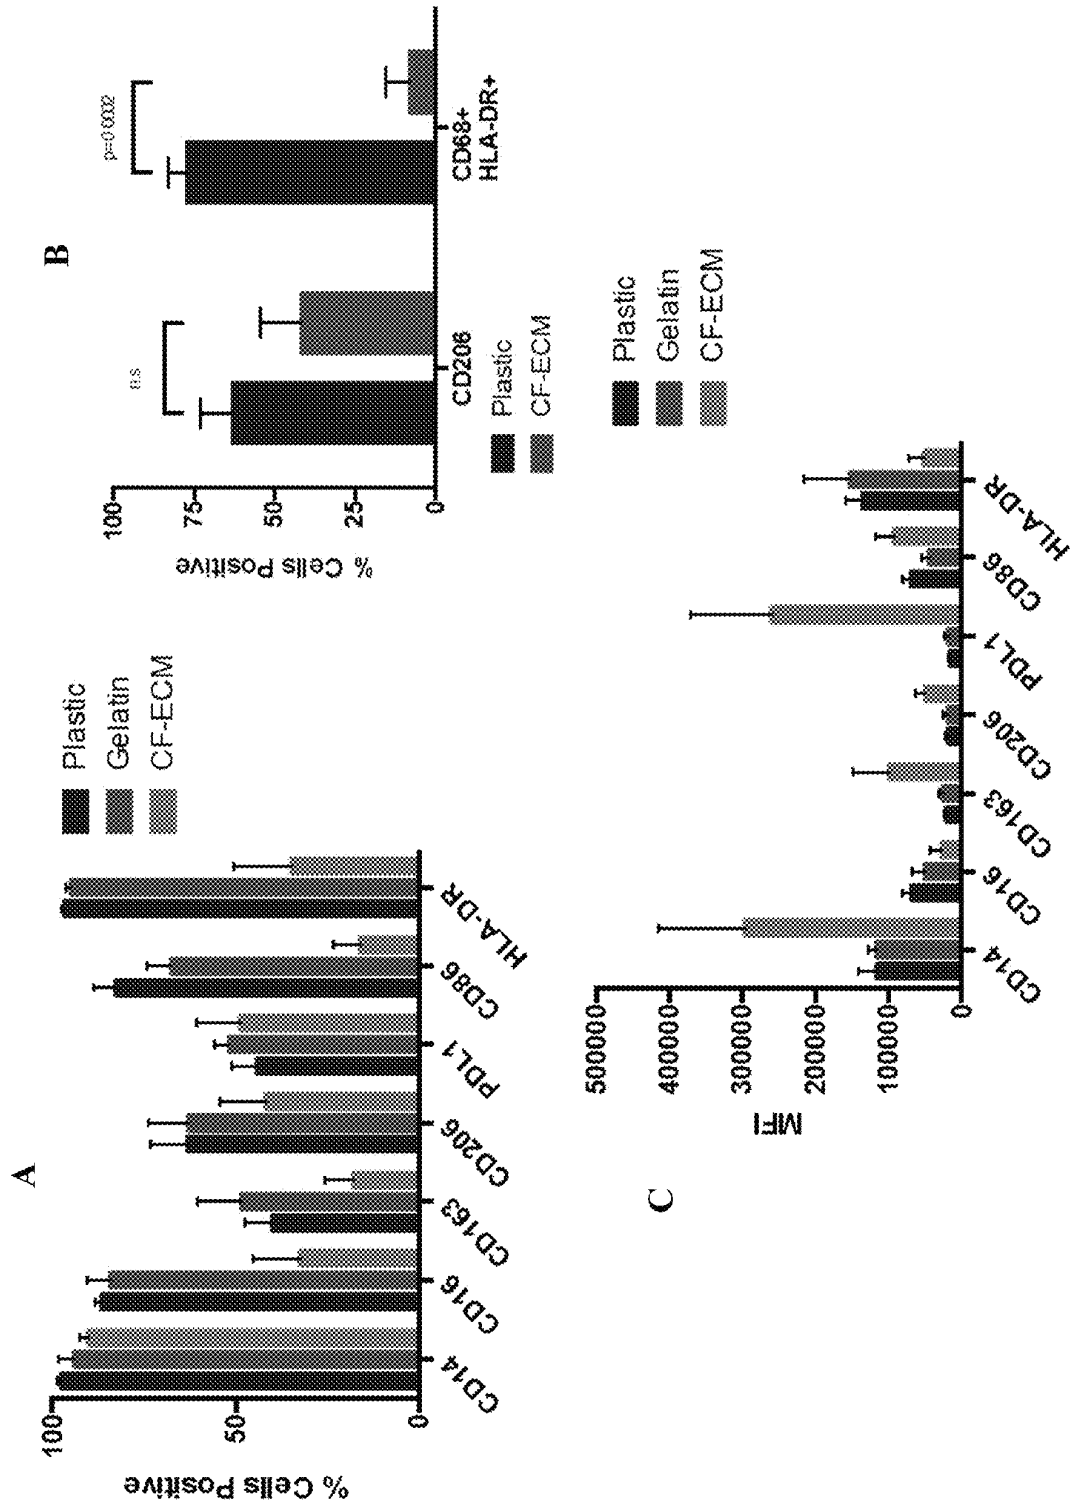 A
% Cells Positive
100
50
0
CD14
CD16
CD163
CD206
PDL1
CD86
HLA-DR
Plastic
Gelatin
CF-ECM
B
% Cells Positive
100
75
50
25
0
n.s
p=0.0002
CD206
CD68+
HLA-DR+
Plastic
CF-ECM
C
MFI
500000
400000
300000
200000
100000
0
CD14
CD16
CD163
CD206
PDL1
CD86
HLA-DR
Plastic
Gelatin
CF-ECM